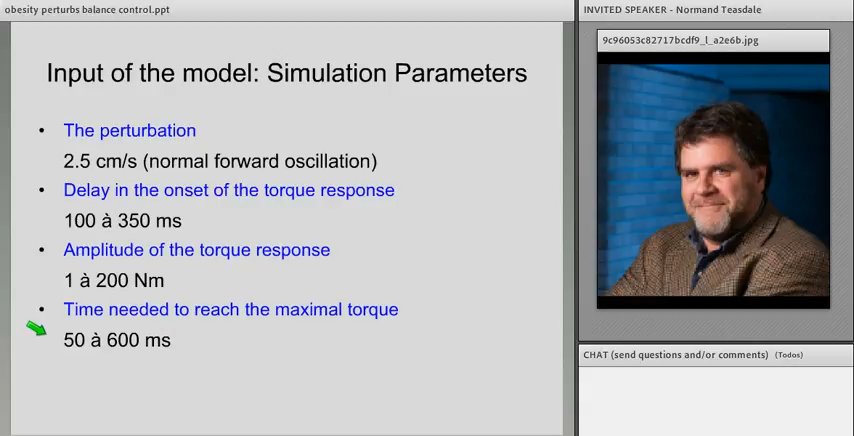 obesity perturbs balance control.ppt
Input of the model: Simulation Parameters
• The perturbation
2.5 cm/s (normal forward oscillation)
• Delay in the onset of the torque response
100 à 350 ms
• Amplitude of the torque response
1 à 200 Nm
• Time needed to reach the maximal torque
50 à 600 ms
INVITED SPEAKER - Normand Teasdale
9c96053c82717bcdf9_l_a2e6b.jpg
CHAT (send questions and/or comments) (Todos)